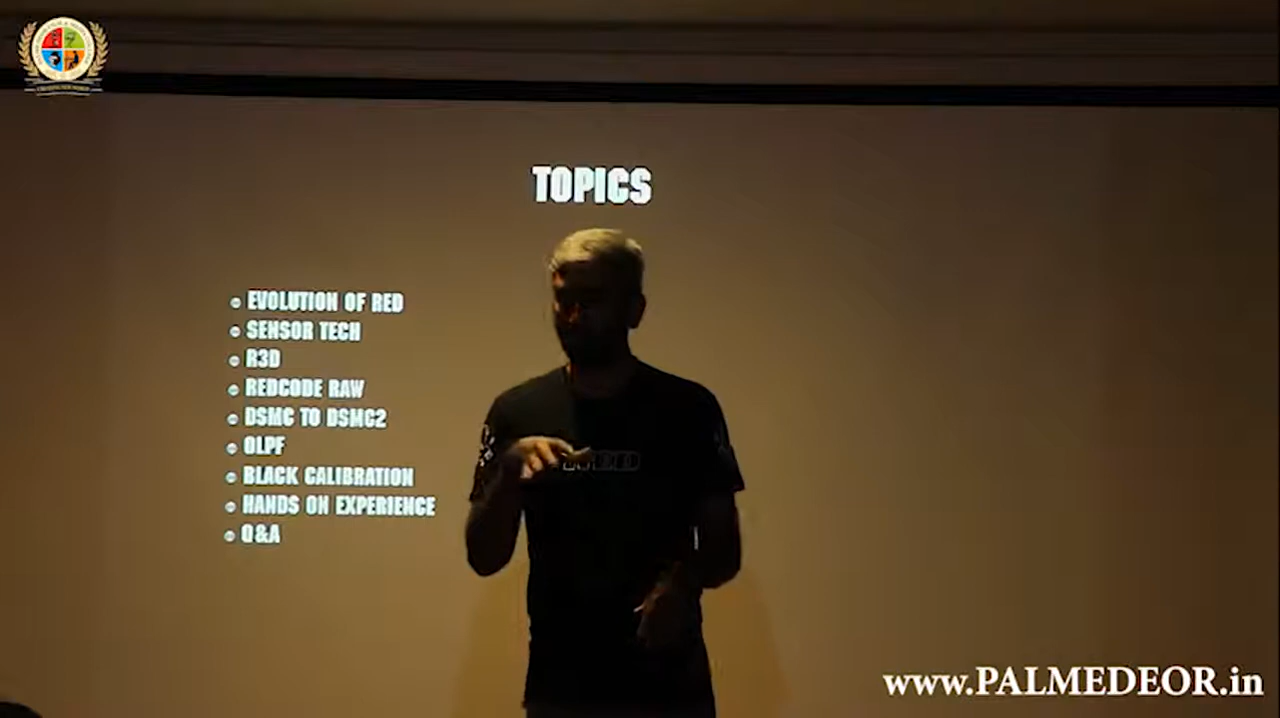 TOPICS
EVOLUTION OF RED
SENSOR TECH
R3D
REDCODE RAW
DSMC TO DSMC2
OLPF
BLACK CALIBRATION
HANDS ON EXPERIENCE
Q&A
RED
www.PALMEDEOR.in